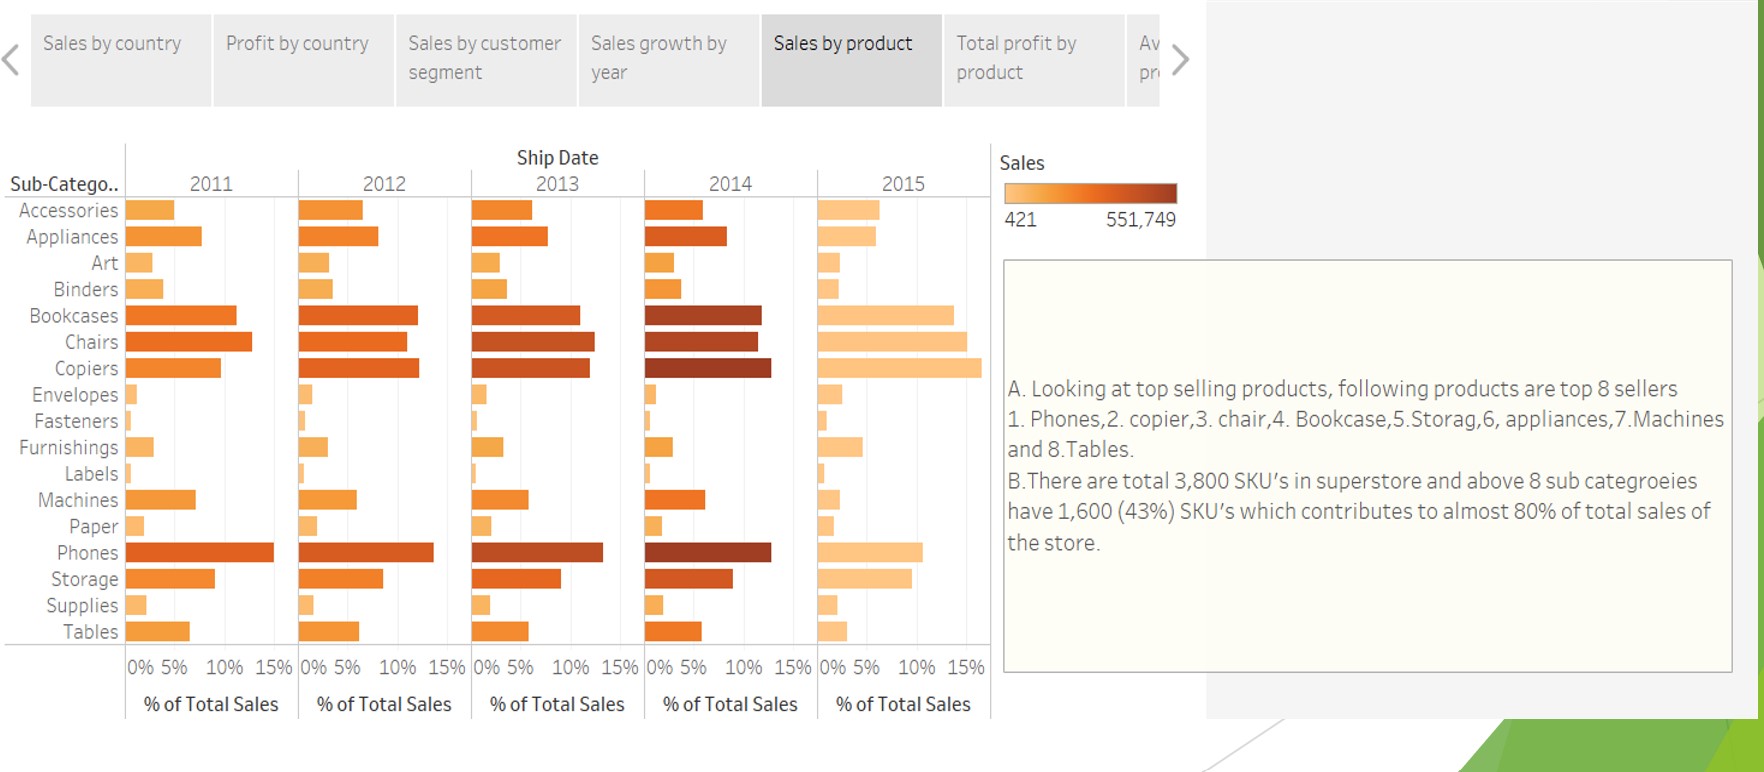 Sales by country
Profit by country
Sales by customer
segment
Sales growth by
year
Sales by product
Total profit by
product
Av
pr
Ship Date
Sub-Catego..
2011
2012
2013
2014
2015
Accessories
Appliances
Art
Binders
Bookcases
Chairs
Copiers
Envelopes
Fasteners
Furnishings
Labels
Machines
Paper
Phones
Storage
Supplies
Tables
0% 5% 10% 15%
0% 5% 10% 15%
0% 5% 10% 15%
0% 5% 10% 15%
0% 5% 10% 15%
% of Total Sales
% of Total Sales
% of Total Sales
% of Total Sales
% of Total Sales
Sales
421 551,749
A. Looking at top selling products, following products are top 8 sellers
1. Phones,2. copier,3. chair,4. Bookcase,5.Storag,6, appliances,7.Machines
and 8.Tables.
B.There are total 3,800 SKU's in superstore and above 8 sub categroeies
have 1,600 (43%) SKU's which contributes to almost 80% of total sales of
the store.